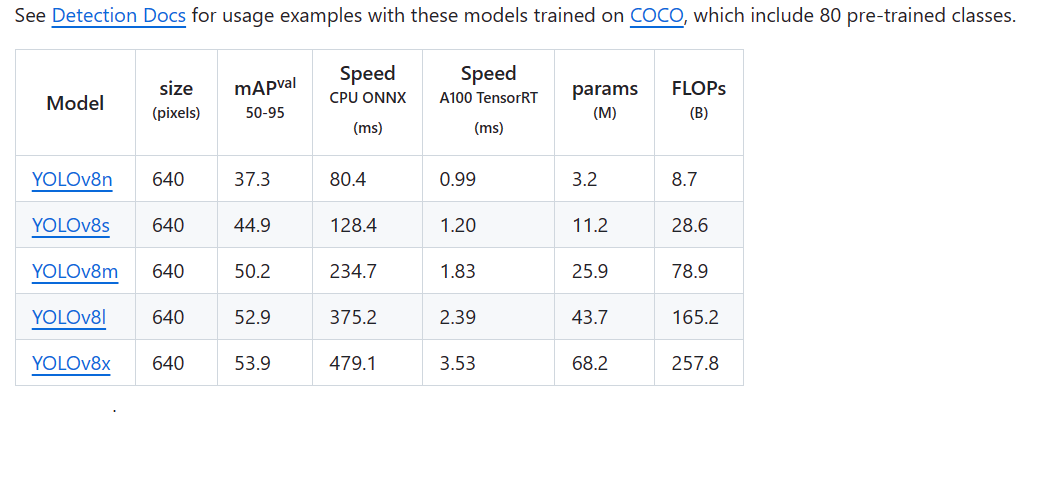 See Detection Docs for usage examples with these models trained on COCO, which include 80 pre-trained classes.
Model size (pixels) mAPval 50-95 Speed CPU ONNX (ms) Speed A100 TensorRT (ms) params (M) FLOPs (B)
YOLOv8n 640 37.3 80.4 0.99 3.2 8.7
YOLOv8s 640 44.9 128.4 1.20 11.2 28.6
YOLOv8m 640 50.2 234.7 1.83 25.9 78.9
YOLOv8l 640 52.9 375.2 2.39 43.7 165.2
YOLOv8x 640 53.9 479.1 3.53 68.2 257.8
.